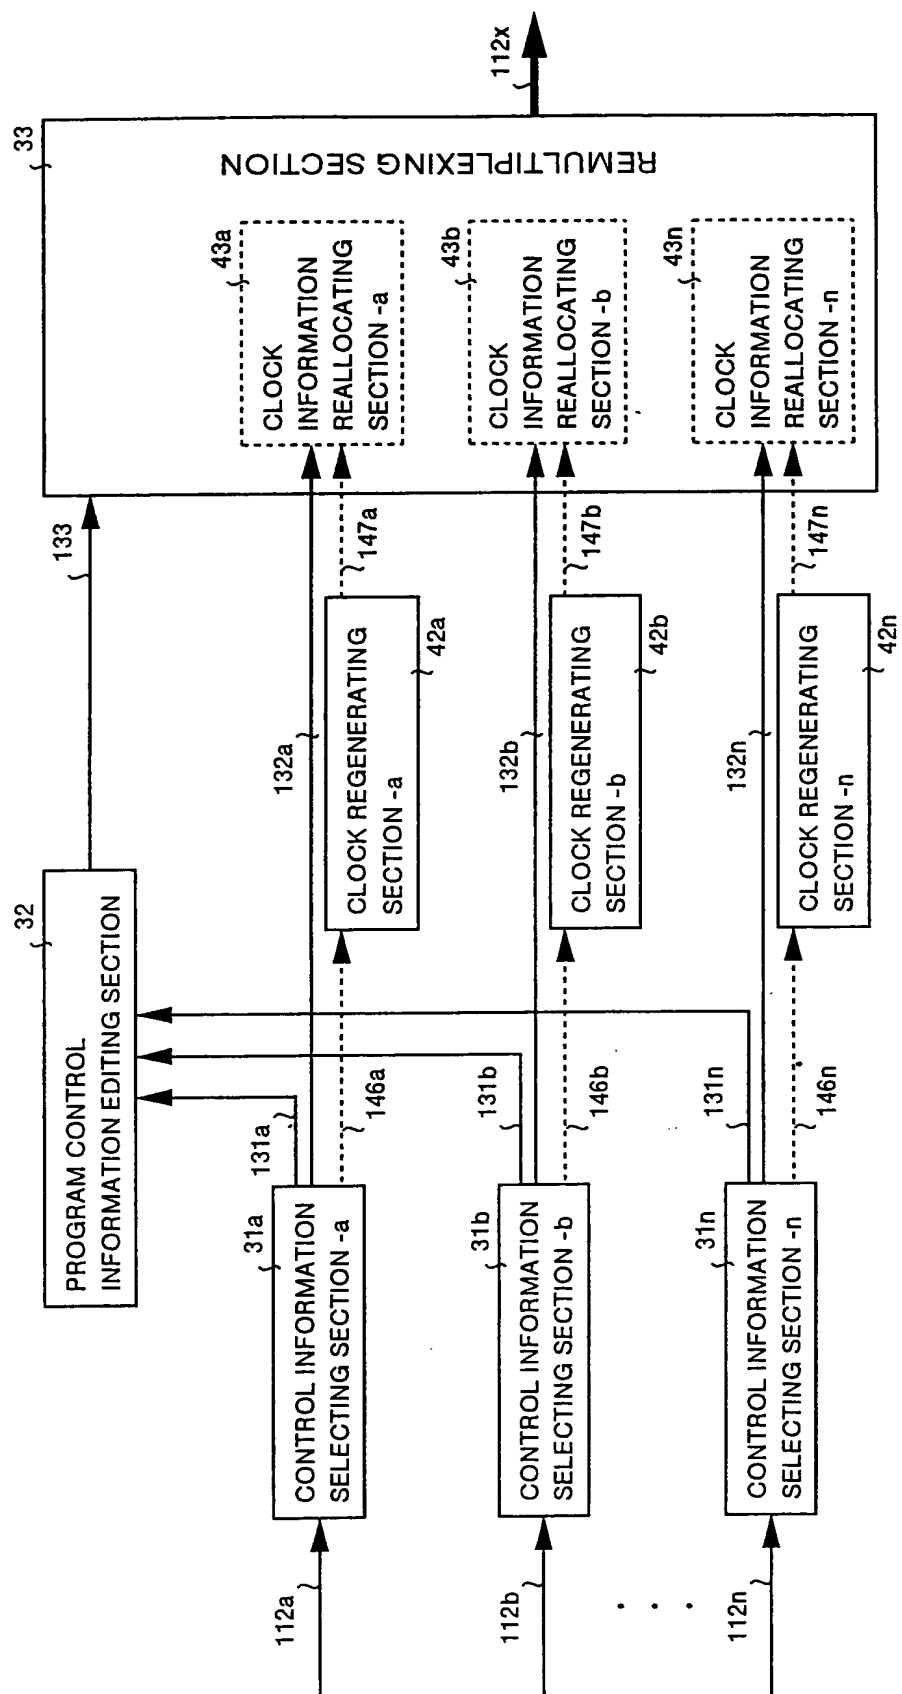 112a
112b
112n
. . .
31a
CONTROL INFORMATION
SELECTING SECTION -a
31b
CONTROL INFORMATION
SELECTING SECTION -b
31n
CONTROL INFORMATION
SELECTING SECTION -n
131a
131b
131n
146a
146b
146n
32
PROGRAM CONTROL
INFORMATION EDITING SECTION
133
132a
132b
132n
CLOCK REGENERATING
SECTION -a
42a
CLOCK REGENERATING
SECTION -b
42b
CLOCK REGENERATING
SECTION -n
42n
147a
147b
147n
33
REMULTIPLEXING SECTION
43a
CLOCK
INFORMATION
REALLOCATING
SECTION -a
43b
CLOCK
INFORMATION
REALLOCATING
SECTION -b
43n
CLOCK
INFORMATION
REALLOCATING
SECTION -n
112x